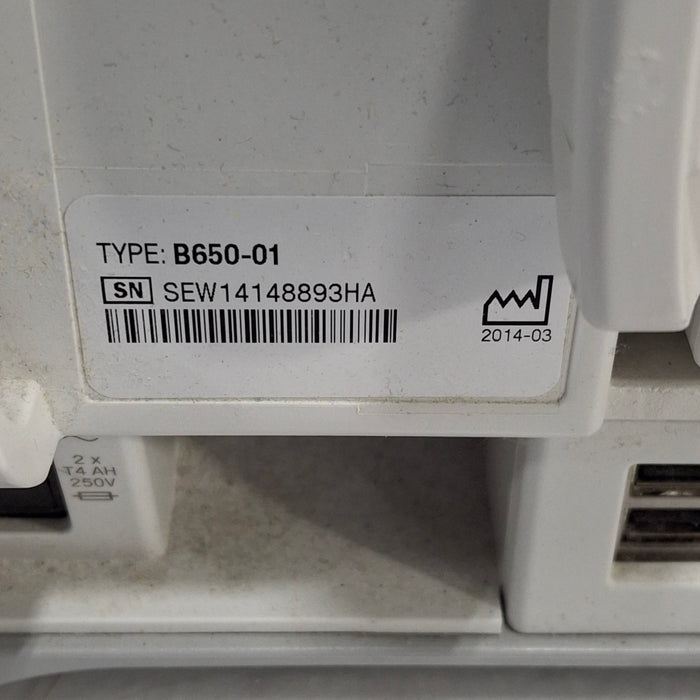 TYPE: B650-01
SN SEW14148893HA
2014-03
2 x
T4 AH
250V